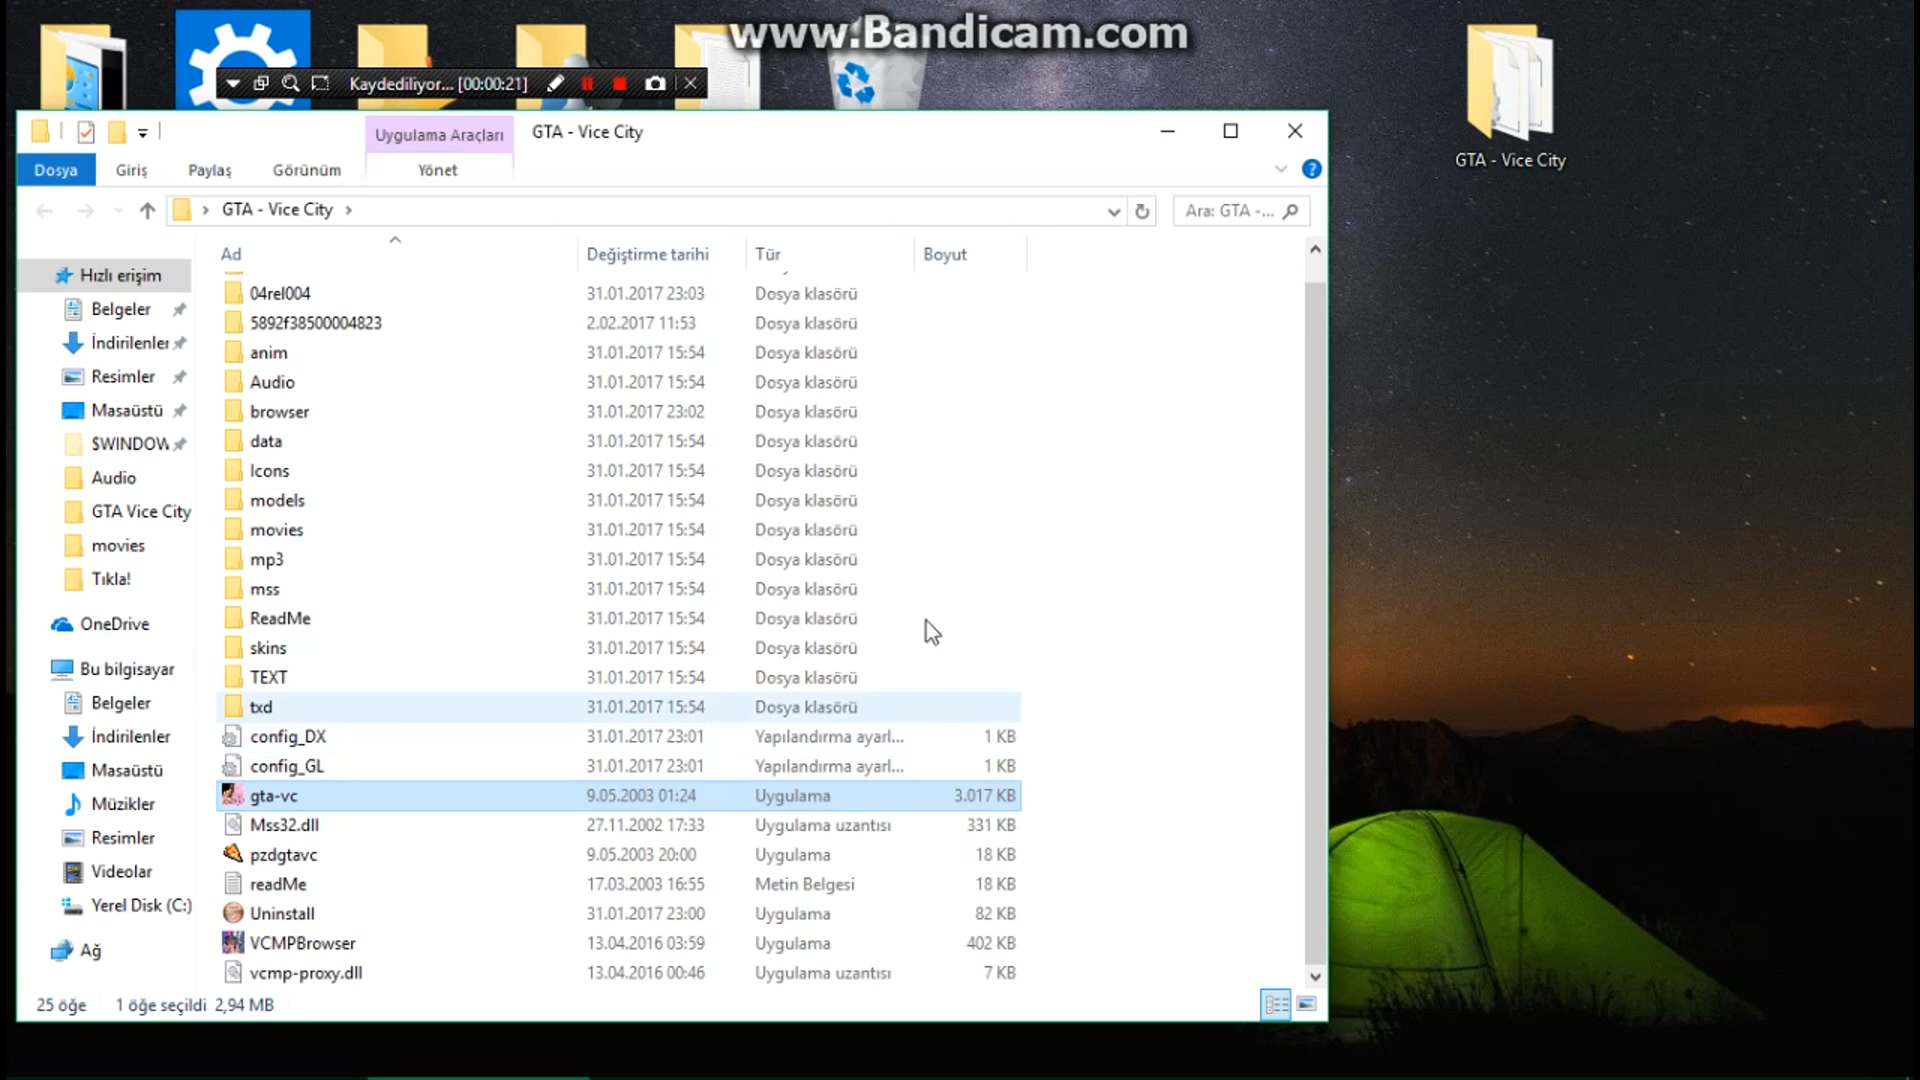 www.Bandicam.com
Kaydediliyor... [00:00:21]
GTA - Vice City
Uygulama Araçları
GTA - Vice City
Dosya
Giriş
Paylaş
Görünüm
Yönet
GTA - Vice City
Ara: GTA -...
Ad
Değiştirme tarihi
Tür
Boyut
Hızlı erişim
Belgeler
İndirilenler
Resimler
Masaüstü
$WINDOW
Audio
GTA Vice City
movies
Tıkla!
OneDrive
Bu bilgisayar
Belgeler
İndirilenler
Masaüstü
Müzikler
Resimler
Videolar
Yerel Disk (C:)
Ağ
04rel004 31.01.2017 23:03 Dosya klasörü
5892f38500004823 2.02.2017 11:53 Dosya klasörü
anim 31.01.2017 15:54 Dosya klasörü
Audio 31.01.2017 15:54 Dosya klasörü
browser 31.01.2017 23:02 Dosya klasörü
data 31.01.2017 15:54 Dosya klasörü
Icons 31.01.2017 15:54 Dosya klasörü
models 31.01.2017 15:54 Dosya klasörü
movies 31.01.2017 15:54 Dosya klasörü
mp3 31.01.2017 15:54 Dosya klasörü
mss 31.01.2017 15:54 Dosya klasörü
ReadMe 31.01.2017 15:54 Dosya klasörü
skins 31.01.2017 15:54 Dosya klasörü
TEXT 31.01.2017 15:54 Dosya klasörü
txd 31.01.2017 15:54 Dosya klasörü
config_DX 31.01.2017 23:01 Yapılandırma ayarl... 1 KB
config_GL 31.01.2017 23:01 Yapılandırma ayarl... 1 KB
gta-vc 9.05.2003 01:24 Uygulama 3.017 KB
Mss32.dll 27.11.2002 17:33 Uygulama uzantısı 331 KB
pzdgtavc 9.05.2003 20:00 Uygulama 18 KB
readMe 17.03.2003 16:55 Metin Belgesi 18 KB
Uninstall 31.01.2017 23:00 Uygulama 82 KB
VCMPBrowser 13.04.2016 03:59 Uygulama 402 KB
vcmp-proxy.dll 13.04.2016 00:46 Uygulama uzantısı 7 KB
25 öğe 1 öğe seçildi 2,94 MB